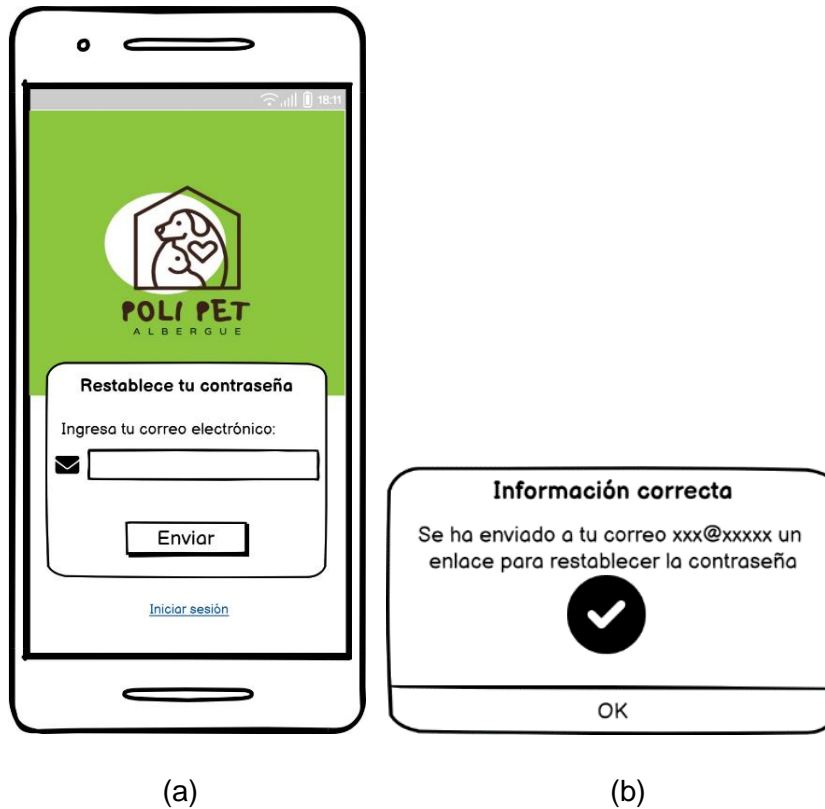 18:11
POLI PET
ALBERGUE
Restablece tu contraseña
Ingresa tu correo electrónico:
Enviar
Iniciar sesión
Información correcta
Se ha enviado a tu correo xxx@xxxxx un
enlace para restablecer la contraseña
OK
(a)
(b)